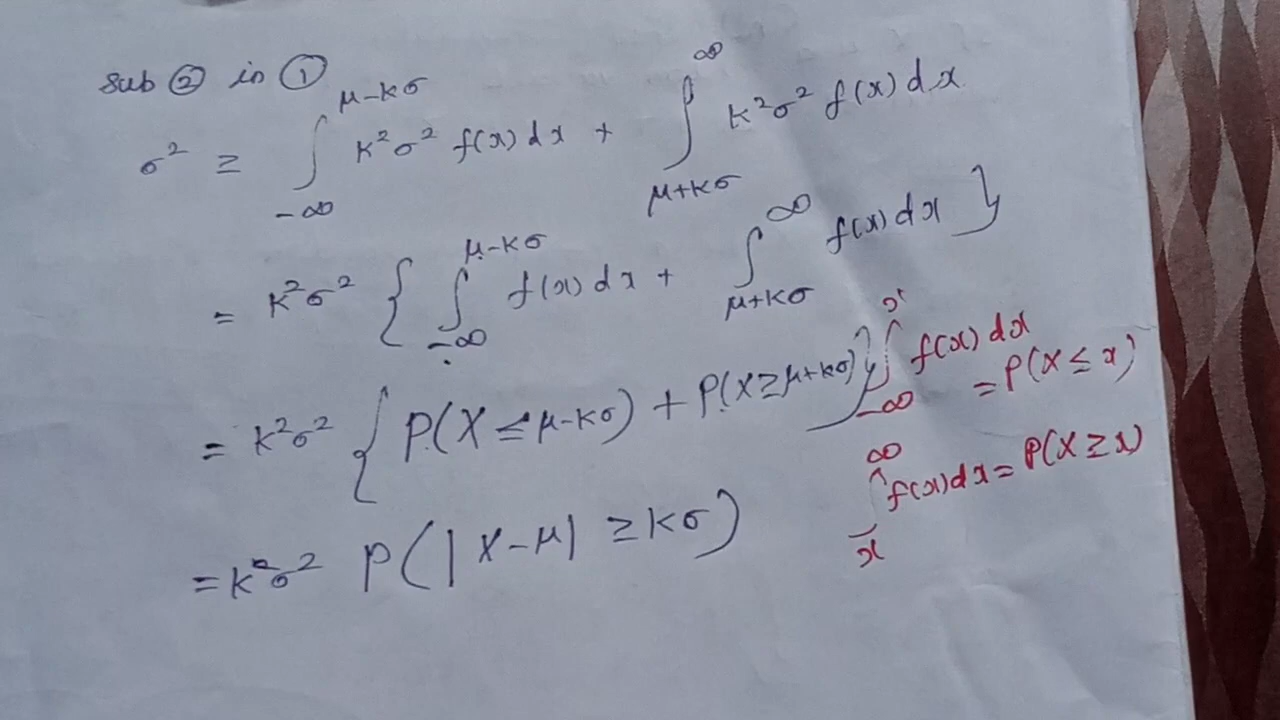 sub ② in ①
σ² ≥ ∫_{-∞}^{μ-kσ} k²σ² f(x) dx + ∫_{μ+kσ}^{∞} k²σ² f(x) dx
= k²σ² { ∫_{-∞}^{μ-kσ} f(x) dx + ∫_{μ+kσ}^{∞} f(x) dx }
= k²σ² { P(X ≤ μ-kσ) + P(X ≥ μ+kσ) }
= k²σ² P(|X-μ| ≥ kσ)
∫_{-∞}^{x} f(x) dx
= P(X ≤ x)
∫_{x}^{∞} f(x) dx = P(X ≥ x)